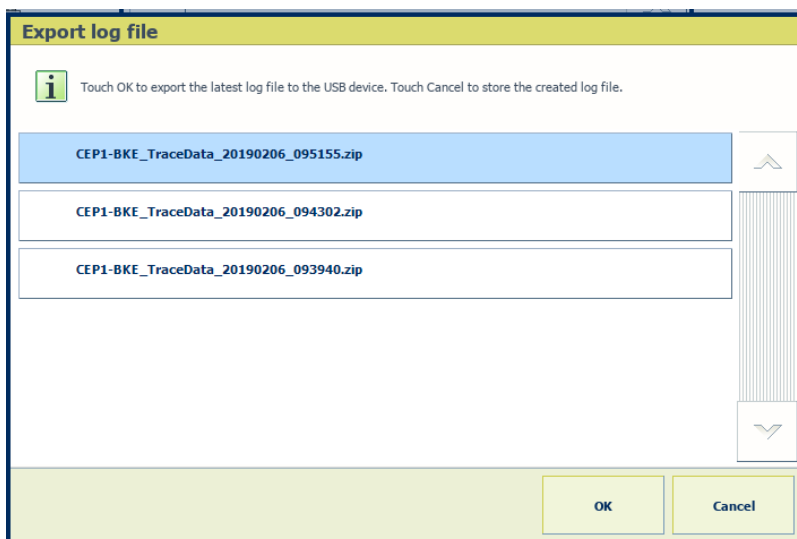 Export log file
Touch OK to export the latest log file to the USB device. Touch Cancel to store the created log file.
CEP1-BKE_TraceData_20190206_095155.zip
CEP1-BKE_TraceData_20190206_094302.zip
CEP1-BKE_TraceData_20190206_093940.zip
OK
Cancel